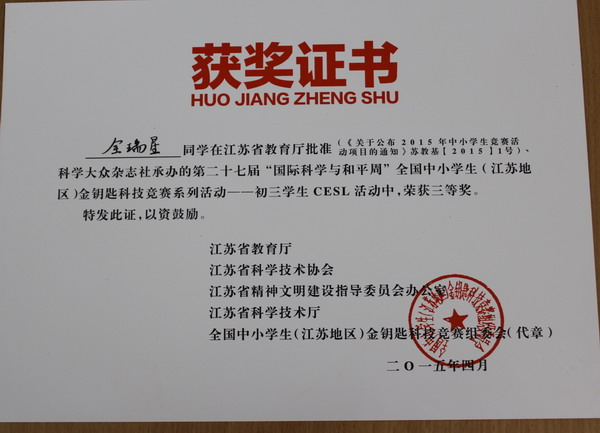 获奖证书
HUO JIANG ZHENG SHU
仝瑞星 同学在江苏省教育厅批准(《关于公布2015年中小学生竞赛活
动项目的通知》苏教基【2015】1号)、
科学大众杂志社承办的第二十七届“国际科学与和平周”全国中小学生(江苏地
区)金钥匙科技竞赛系列活动——初三学生CESL活动中,荣获三等奖。
特发此证,以资鼓励。
江苏省教育厅
江苏省科学技术协会
江苏省精神文明建设指导委员会办公室
江苏省科学技术厅
全国中小学生(江苏地区)金钥匙科技竞赛组委会(代章)
二O一五年四月